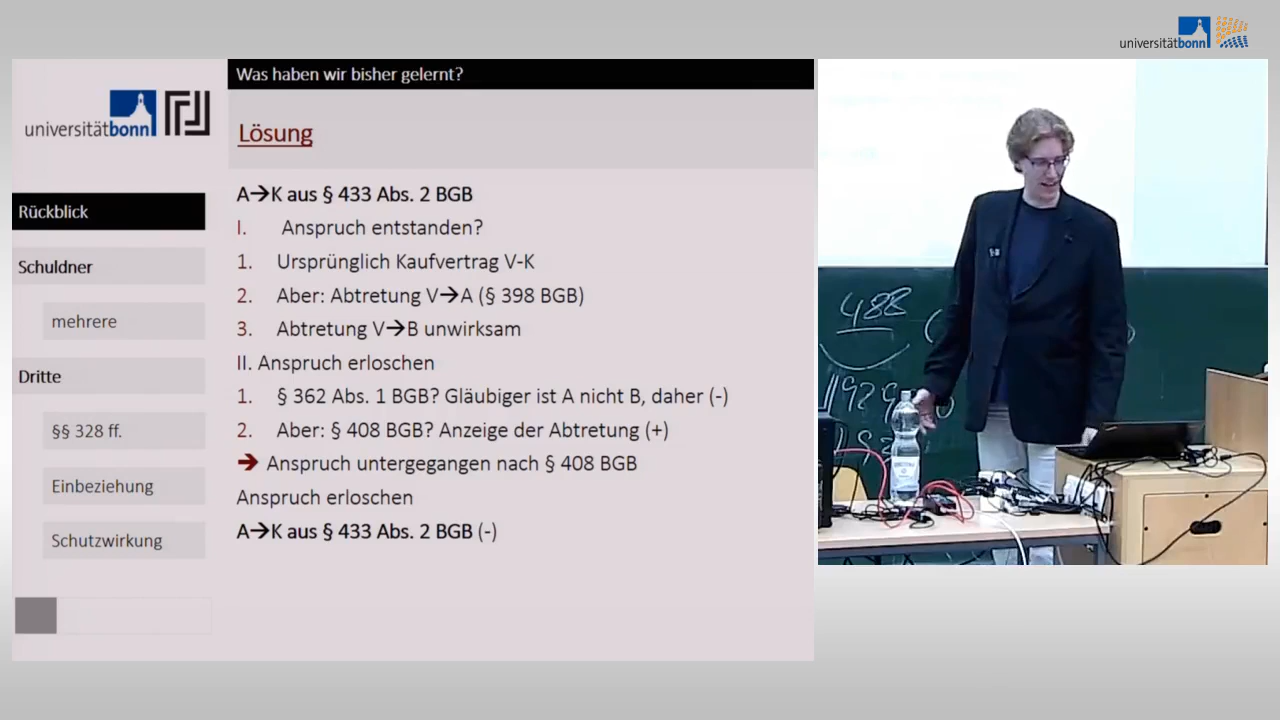 universitätbonn
Was haben wir bisher gelernt?
universitätbonn
Lösung
Rückblick
Schuldner
mehrere
Dritte
§§ 328 ff.
Einbeziehung
Schutzwirkung
A→K aus § 433 Abs. 2 BGB
I. Anspruch entstanden?
1. Ursprünglich Kaufvertrag V-K
2. Aber: Abtretung V→A (§ 398 BGB)
3. Abtretung V→B unwirksam
II. Anspruch erloschen
1. § 362 Abs. 1 BGB? Gläubiger ist A nicht B, daher (-)
2. Aber: § 408 BGB? Anzeige der Abtretung (+)
→ Anspruch untergegangen nach § 408 BGB
Anspruch erloschen
A→K aus § 433 Abs. 2 BGB (-)
488